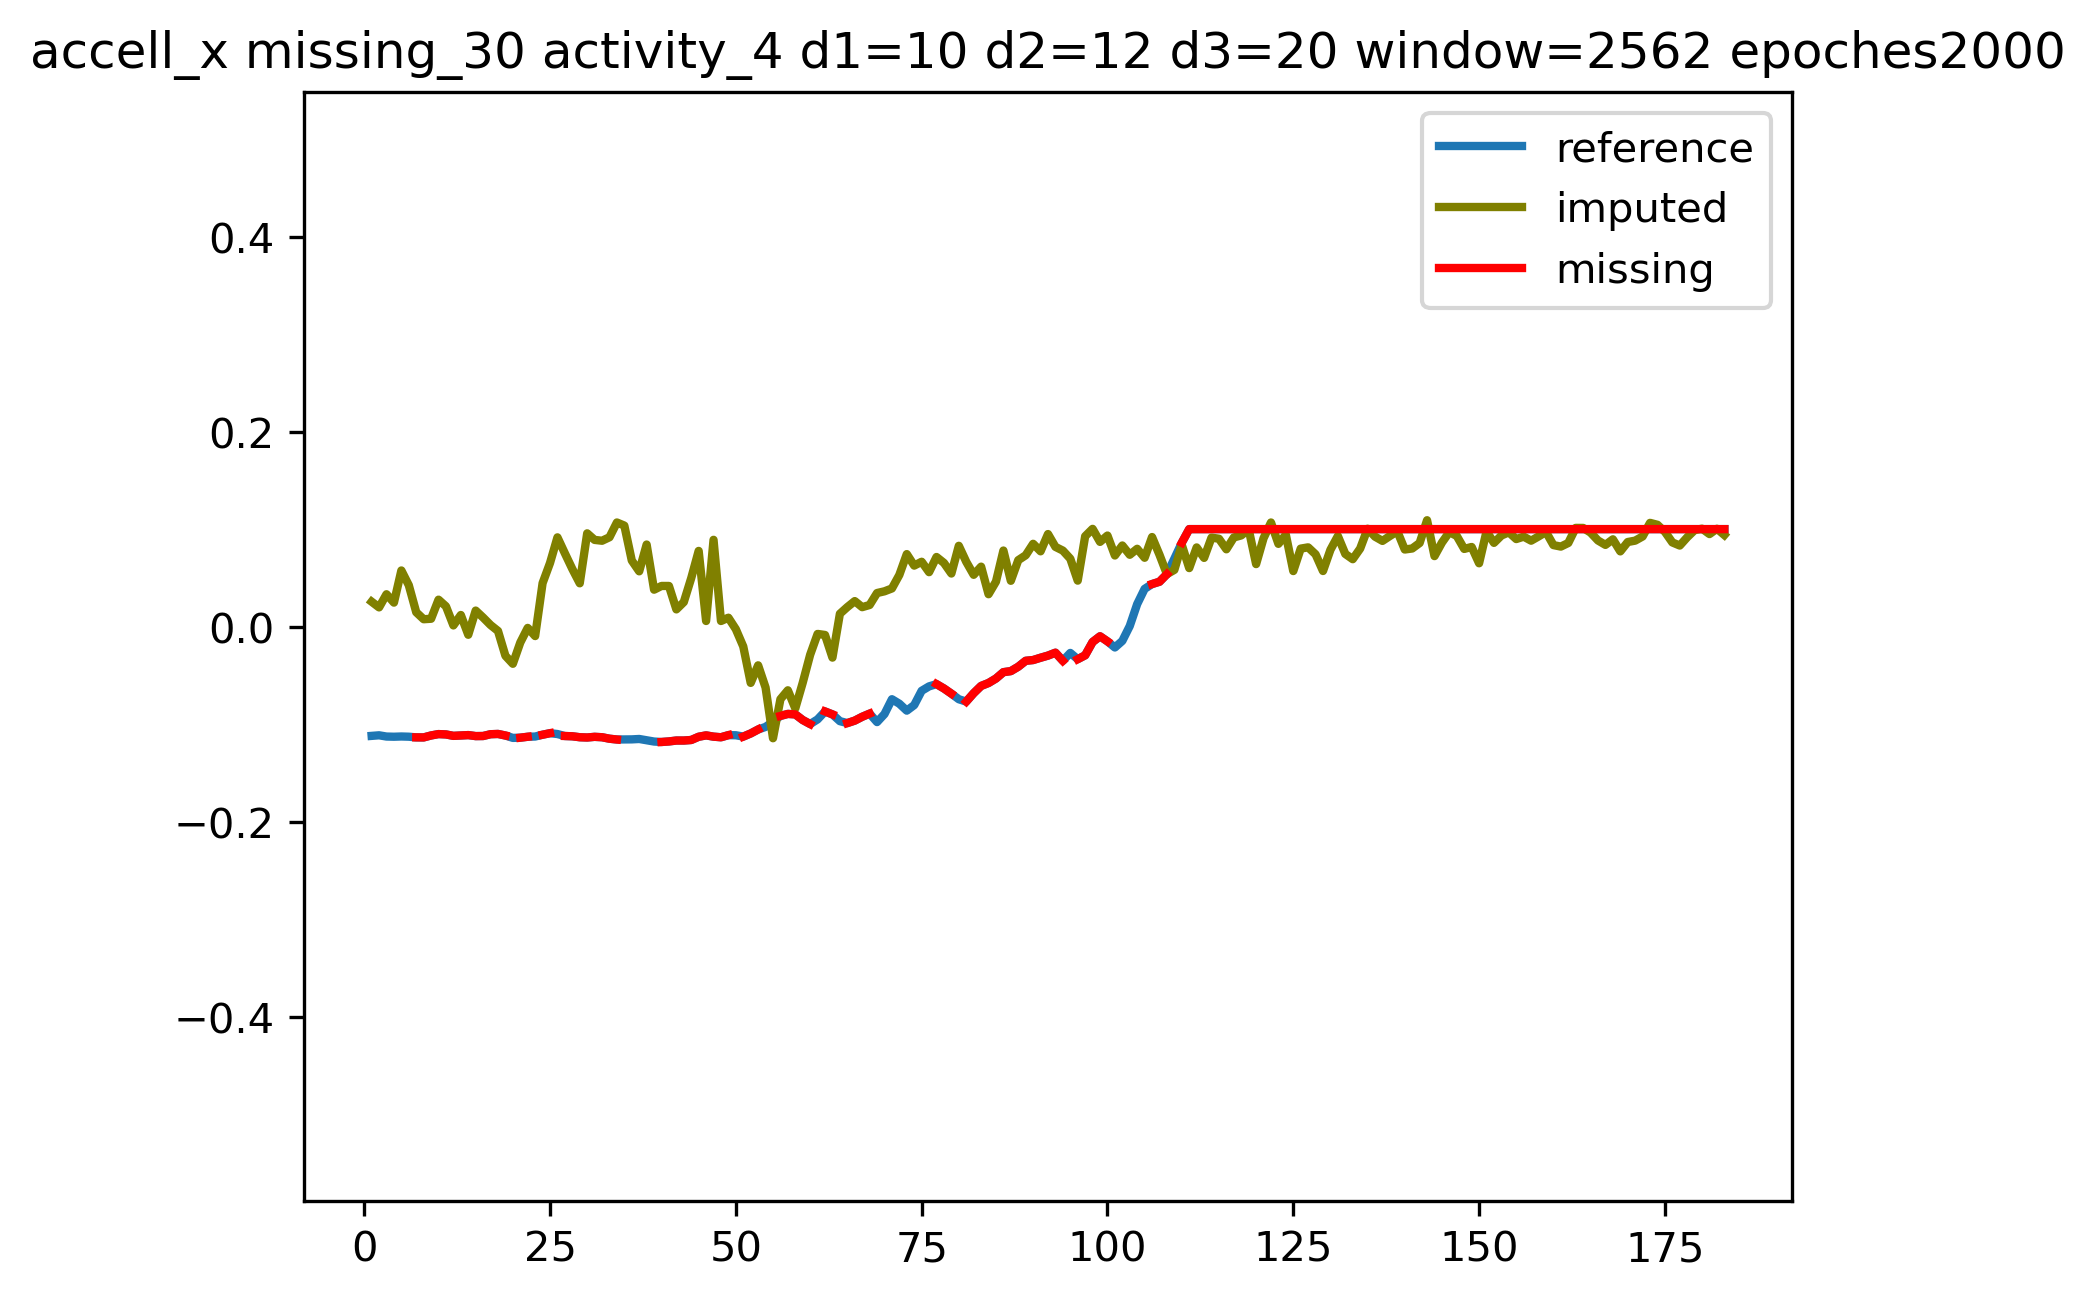 accell_x missing_30 activity_4 d1=10 d2=12 d3=20 window=2562 epoches2000
reference
imputed
missing
0.4
0.2
0.0
−0.2
−0.4
0 25 50 75 100 125 150 175